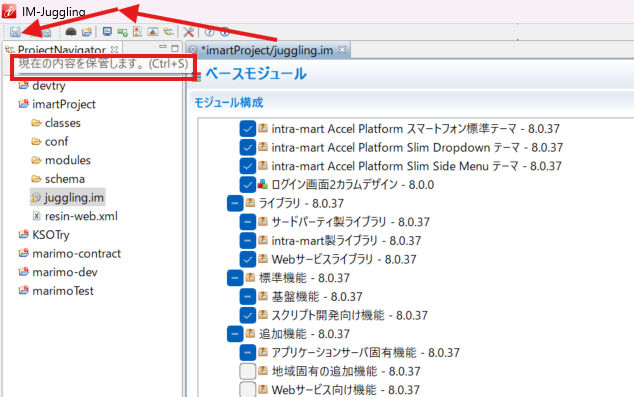 IM-Juggling
ProjectNavigator
*imartProject/juggling.im
現在の内容を保管します。(Ctrl+S)
devtry
imartProject
classes
conf
modules
schema
juggling.im
resin-web.xml
KSOTry
marimo-contract
marimo-dev
marimoTest
ベースモジュール
モジュール構成
intra-mart Accel Platform スマートフォン標準テーマ - 8.0.37
intra-mart Accel Platform Slim Dropdown テーマ - 8.0.37
intra-mart Accel Platform Slim Side Menu テーマ - 8.0.37
ログイン画面2カラムデザイン - 8.0.0
ライブラリ - 8.0.37
サードパーティ製ライブラリ - 8.0.37
intra-mart製ライブラリ - 8.0.37
Webサービスライブラリ - 8.0.37
標準機能 - 8.0.37
基盤機能 - 8.0.37
スクリプト開発向け機能 - 8.0.37
追加機能 - 8.0.37
アプリケーションサーバ固有機能 - 8.0.37
地域固有の追加機能 - 8.0.37
Webサービス向け機能 - 8.0.37